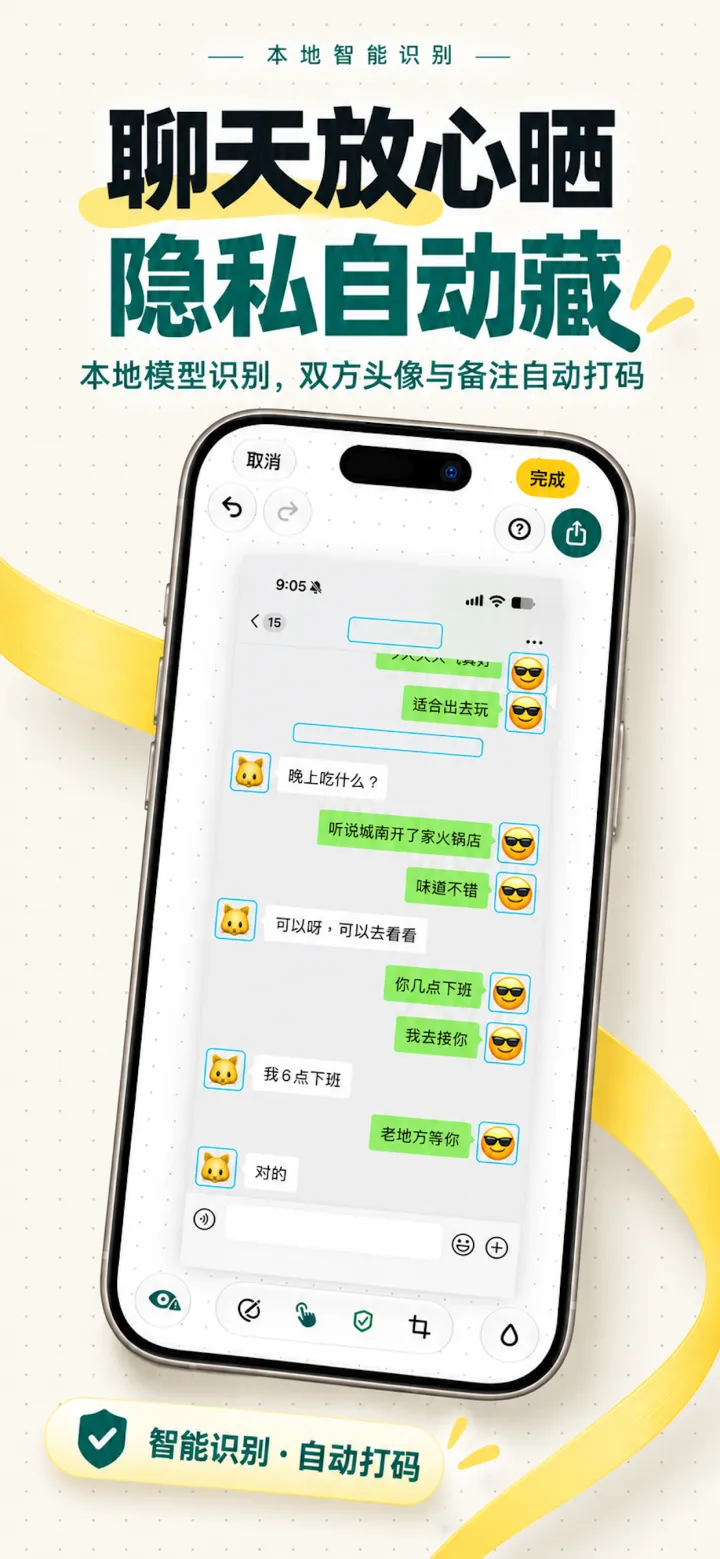 本地智能识别
聊天放心晒
隐私自动藏
本地模型识别，双方头像与备注自动打码
取消
完成
9:05
15
适合出去玩
晚上吃什么？
听说城南开了家火锅店
味道不错
可以呀，可以去看看
你几点下班
我去接你
我6点下班
老地方等你
对的
智能识别·自动打码